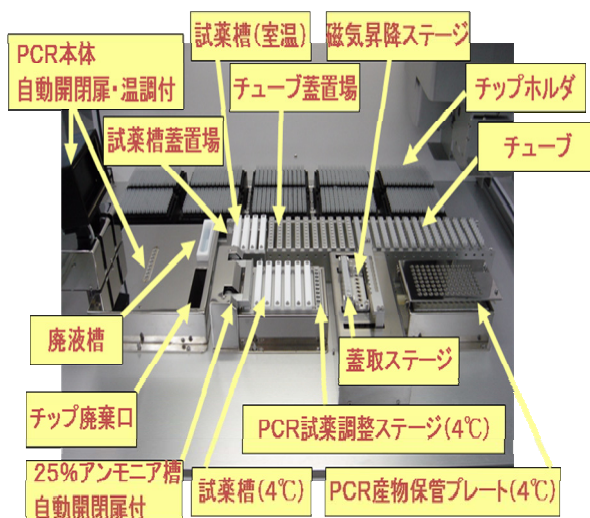 試薬槽(室温)
磁気昇降ステージ
PCR本体
自動開閉扉・温調付
チューブ蓋置場
チップホルダ
試薬槽蓋置場
チューブ
廃液槽
蓋取ステージ
チップ廃棄口
PCR試薬調整ステージ(4℃)
25%アンモニア槽
自動開閉扉付
試薬槽(4℃)
PCR産物保管プレート(4℃)